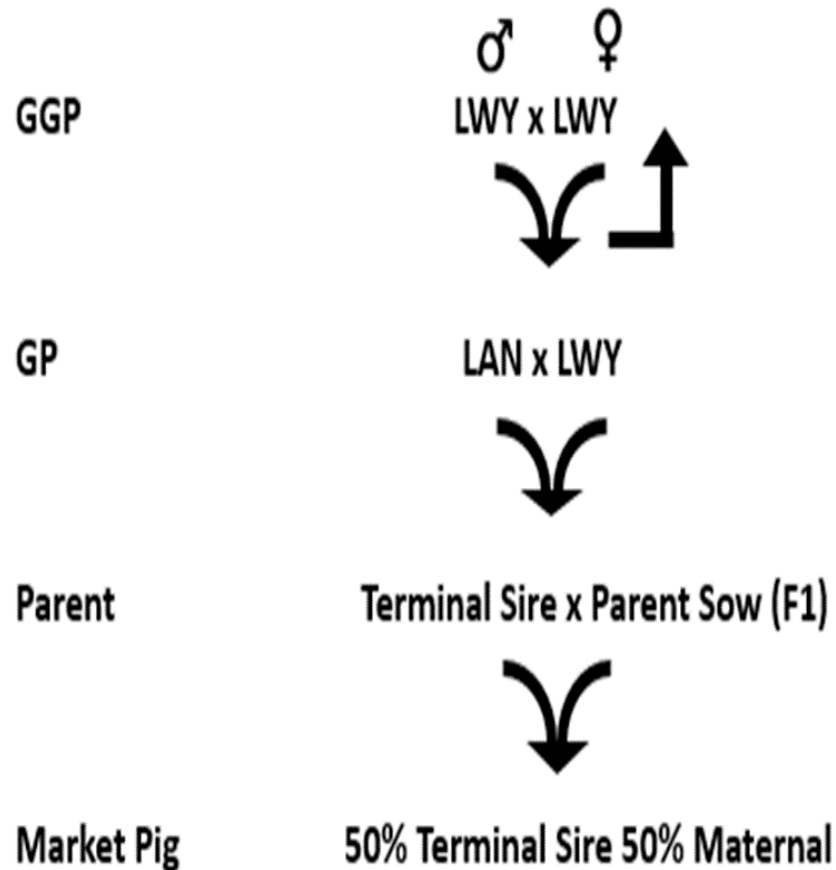 ♂ ♀
GGP LWY x LWY
GP LAN x LWY
Parent Terminal Sire x Parent Sow (F1)
Market Pig 50% Terminal Sire 50% Maternal